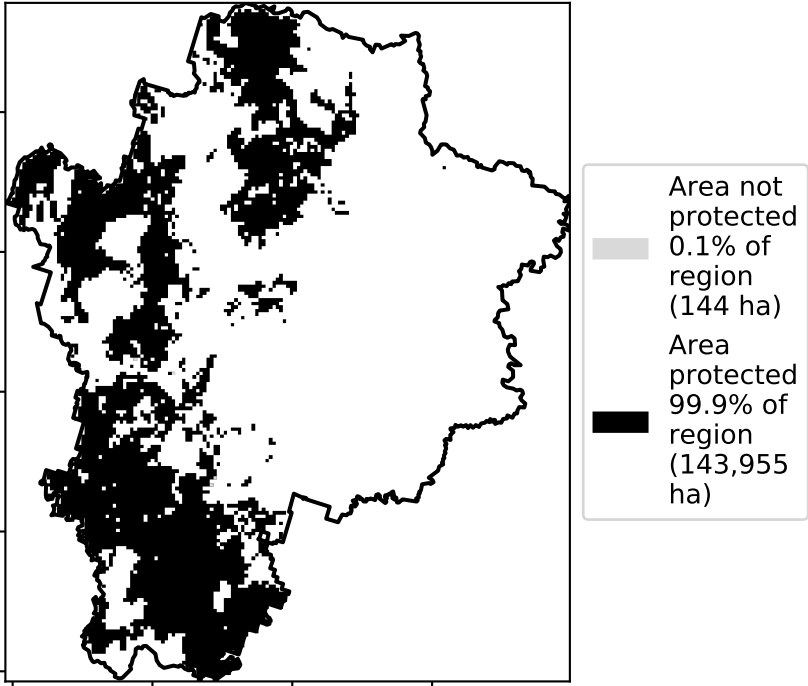 Area not
protected
0.1% of
region
(144 ha)
Area
protected
99.9% of
region
(143,955
ha)